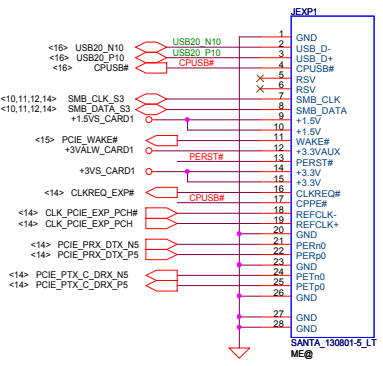 JEXP1
1 GND
<16> USB20_N10 USB20_N10 2 USB_D-
<16> USB20_P10 USB20_P10 3 USB_D+
<16> CPUSB# CPUSB# 4 CPUSB#
5 RSV
6 RSV
<10,11,12,14> SMB_CLK_S3 7 SMB_CLK
<10,11,12,14> SMB_DATA_S3 8 SMB_DATA
+1.5VS_CARD1 9 +1.5V
10 +1.5V
<15> PCIE_WAKE# 11 WAKE#
+3VALW_CARD1 12 +3.3VAUX
PERST# 13 PERST#
+3VS_CARD1 14 +3.3V
15 +3.3V
<14> CLKREQ_EXP# 16 CLKREQ#
CPUSB# 17 CPPE#
<14> CLK_PCIE_EXP_PCH# 18 REFCLK-
<14> CLK_PCIE_EXP_PCH 19 REFCLK+
20 GND
<14> PCIE_PRX_DTX_N5 21 PERn0
<14> PCIE_PRX_DTX_P5 22 PERp0
23 GND
<14> PCIE_PTX_C_DRX_N5 24 PETn0
<14> PCIE_PTX_C_DRX_P5 25 PETp0
26 GND
27 GND
28 GND
SANTA_130801-5_LT
ME@